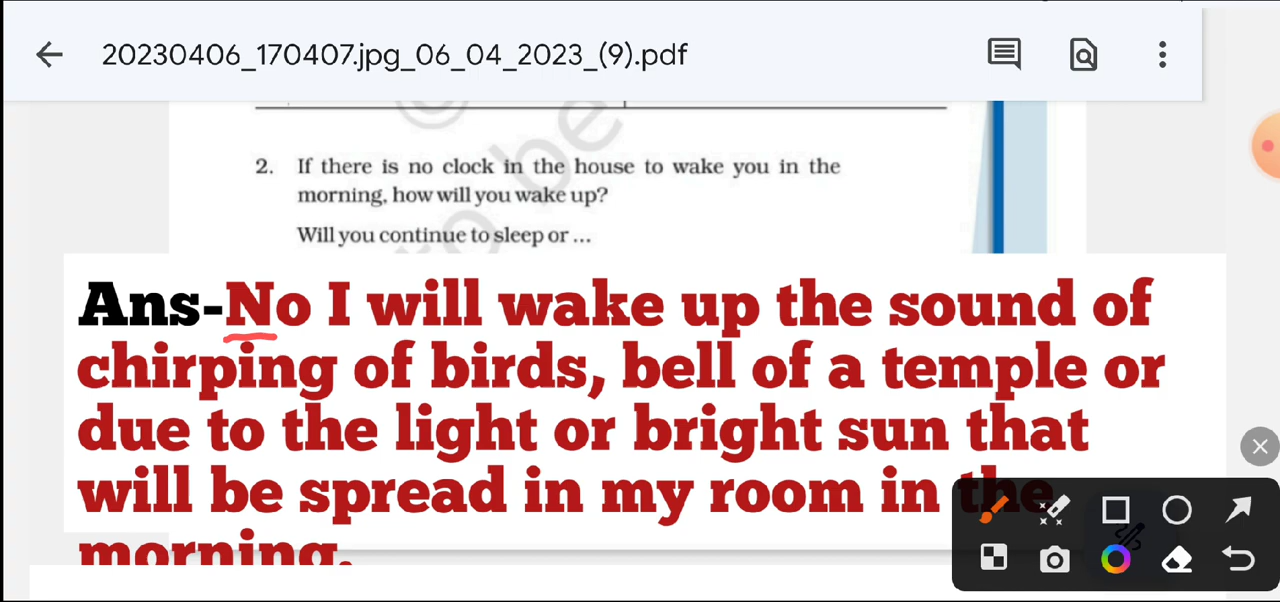 20230406_170407.jpg_06_04_2023_(9).pdf
to be
2. If there is no clock in the house to wake you in the
morning, how will you wake up?
Will you continue to sleep or ...
Ans-No I will wake up the sound of
chirping of birds, bell of a temple or
due to the light or bright sun that
will be spread in my room in the
morning.